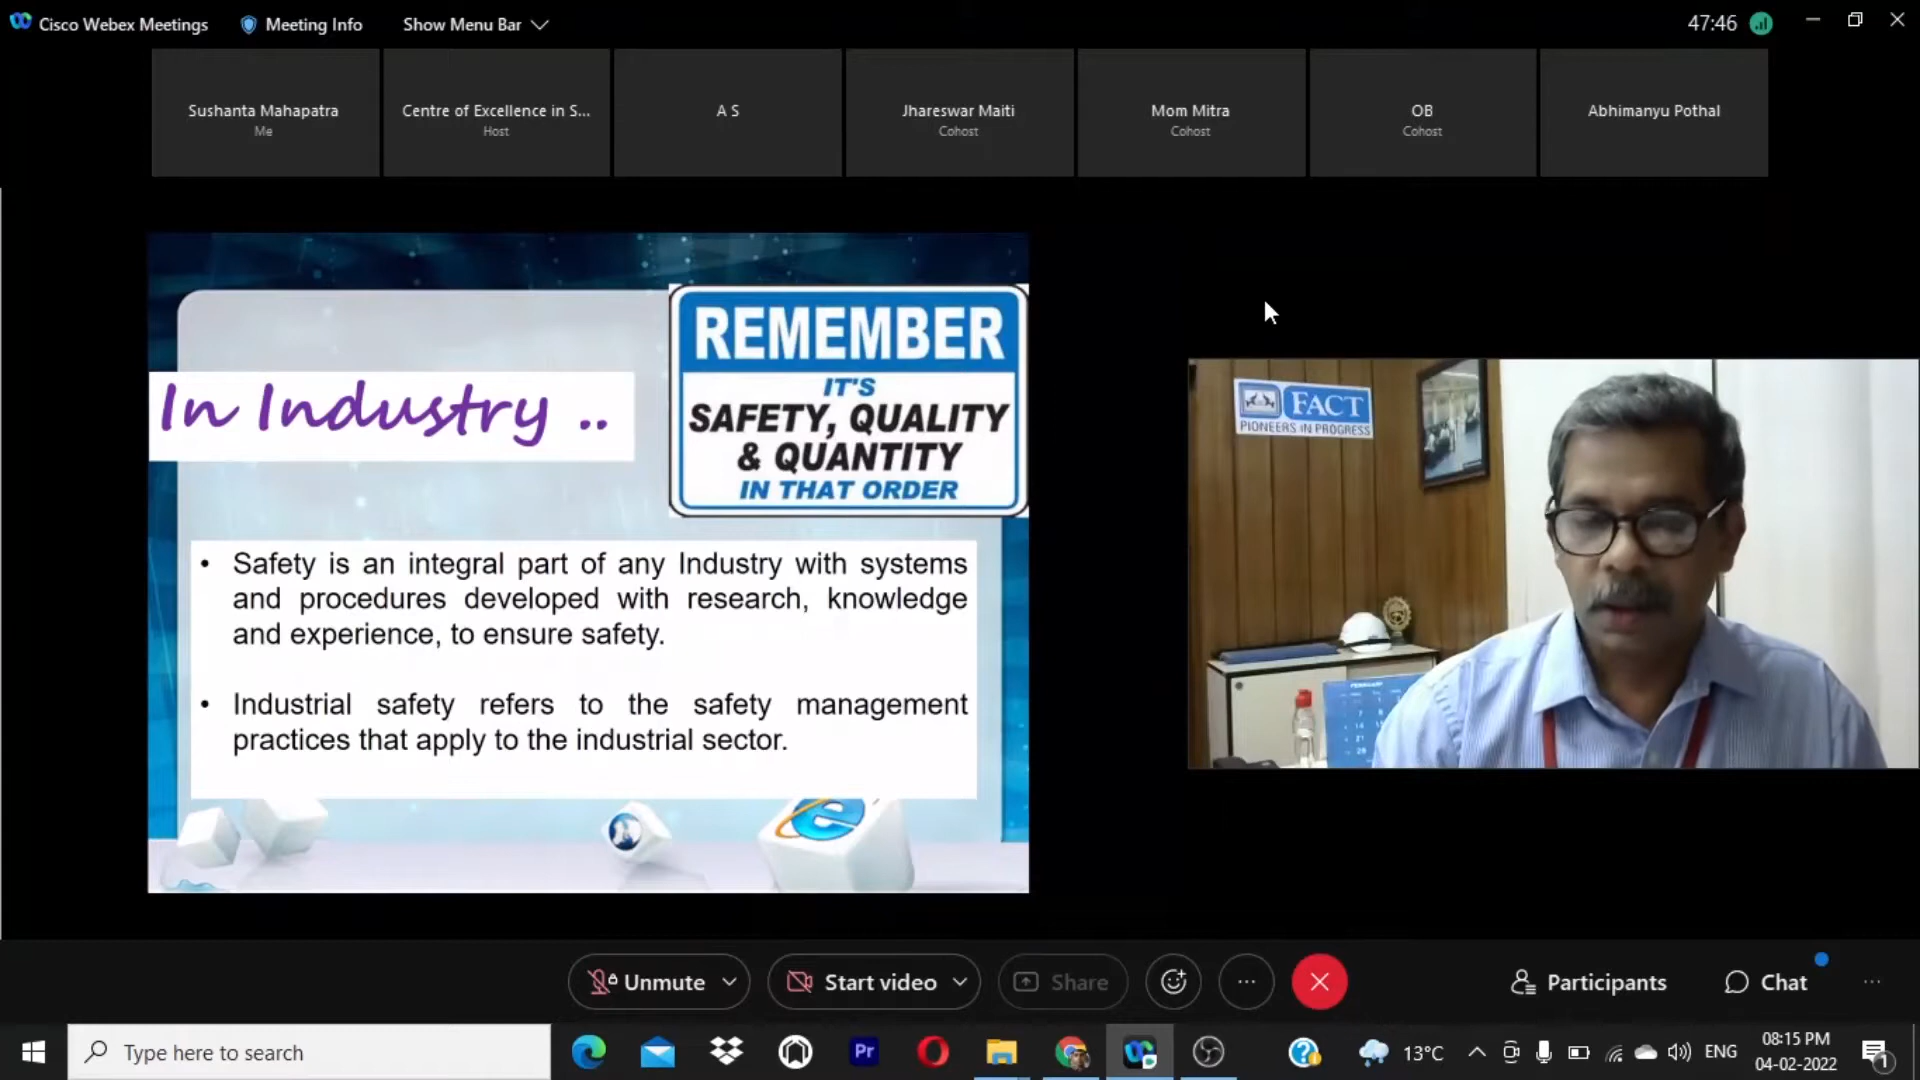 Cisco Webex Meetings Meeting Info Show Menu Bar 47:46
Sushanta Mahapatra Centre of Excellence in S... A S Jhareswar Maiti Mom Mitra OB Abhimanyu Pothal
Me Host Cohost Cohost Cohost
REMEMBER
IT'S
SAFETY, QUALITY
& QUANTITY
IN THAT ORDER
In Industry ..
• Safety is an integral part of any Industry with systems
and procedures developed with research, knowledge
and experience, to ensure safety.
• Industrial safety refers to the safety management
practices that apply to the industrial sector.
FACT
PIONEERS IN PROGRESS
FEBRUARY
Unmute Start video Share Participants Chat
Type here to search
Pr
13°C ENG 08:15 PM
04-02-2022
1